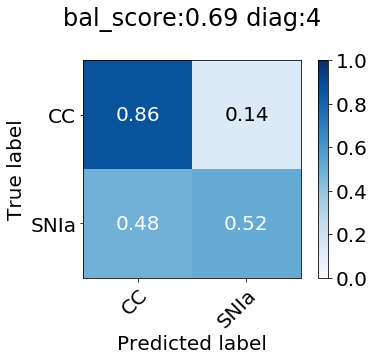 bal_score:0.69 diag:4
True label
CC
0.86
0.14
SNIa
0.48
0.52
CC
SNIa
Predicted label
1.0
0.8
0.6
0.4
0.2
0.0